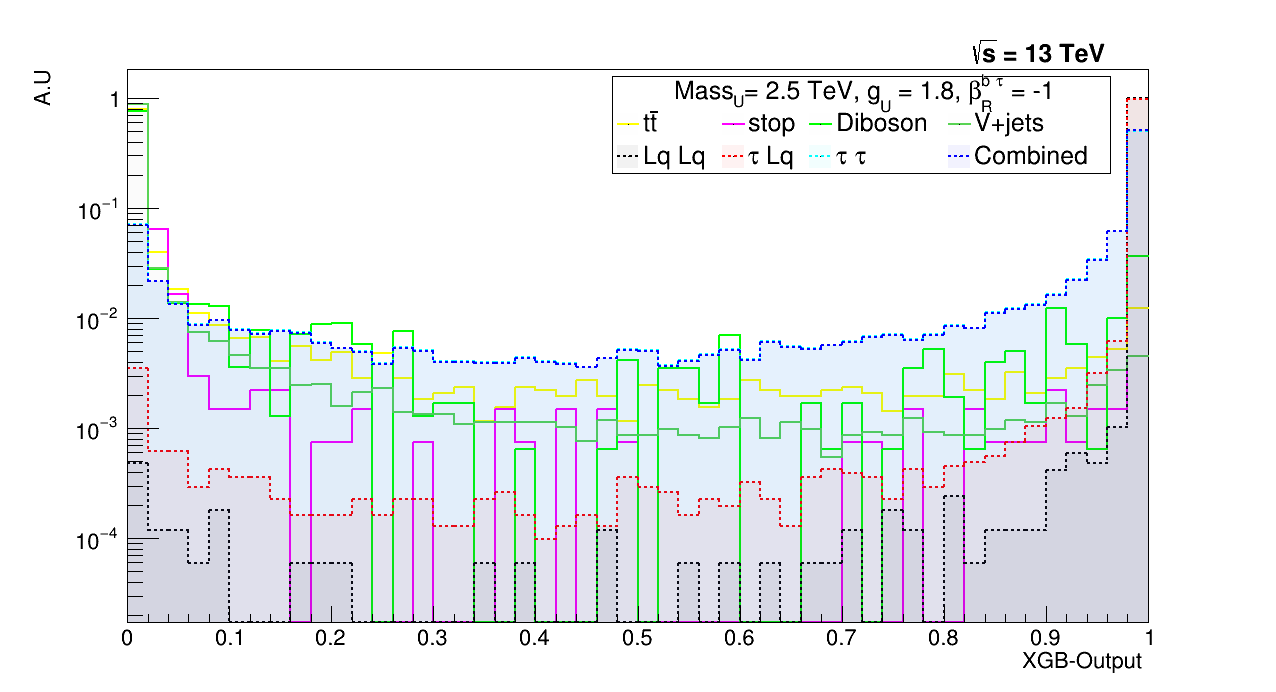 √s = 13 TeV
A.U
Mass_U= 2.5 TeV, g_U = 1.8, β_R^{b τ} = -1
tt̄ stop Diboson V+jets
Lq Lq τ Lq τ τ Combined
1
10⁻¹
10⁻²
10⁻³
10⁻⁴
0 0.1 0.2 0.3 0.4 0.5 0.6 0.7 0.8 0.9 1
XGB-Output